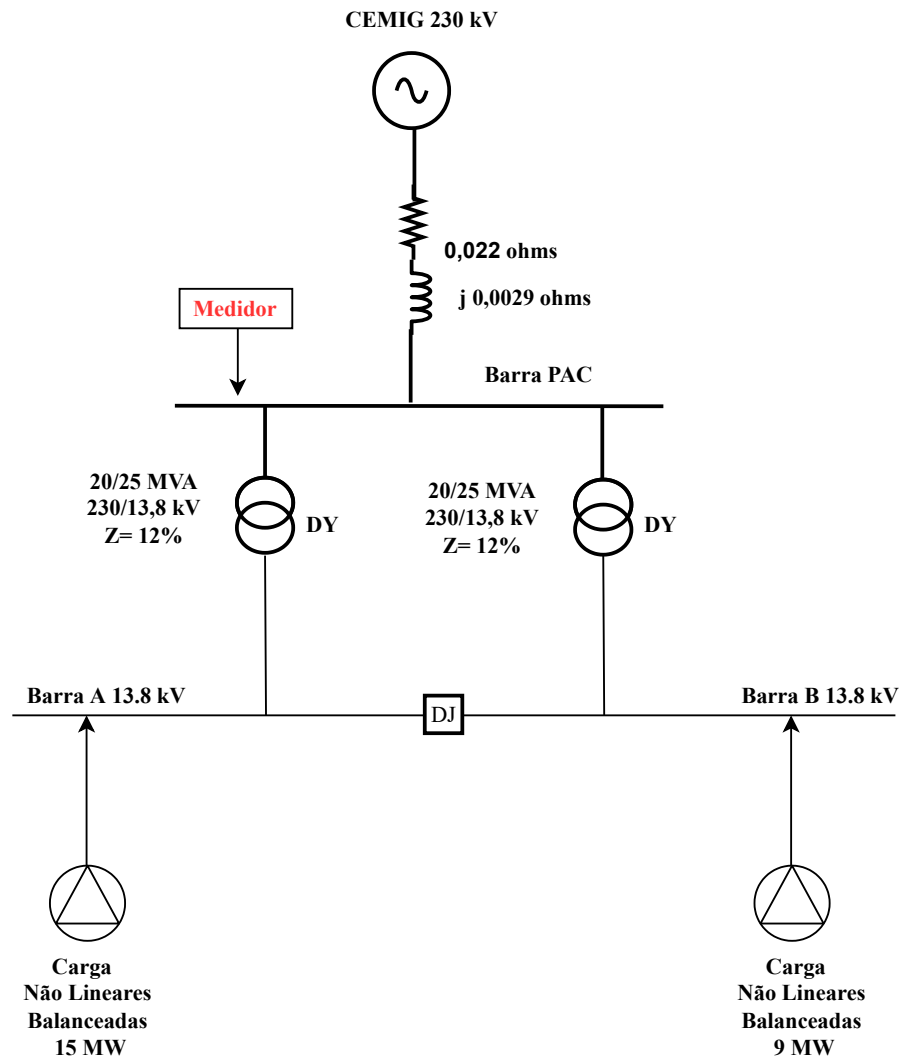 CEMIG 230 kV
0,022 ohms
j 0,0029 ohms
Medidor
Barra PAC
20/25 MVA
230/13,8 kV
Z= 12%
DY
20/25 MVA
230/13,8 kV
Z= 12%
DY
Barra A 13.8 kV
DJ
Barra B 13.8 kV
Carga
Não Lineares
Balanceadas
15 MW
Carga
Não Lineares
Balanceadas
9 MW